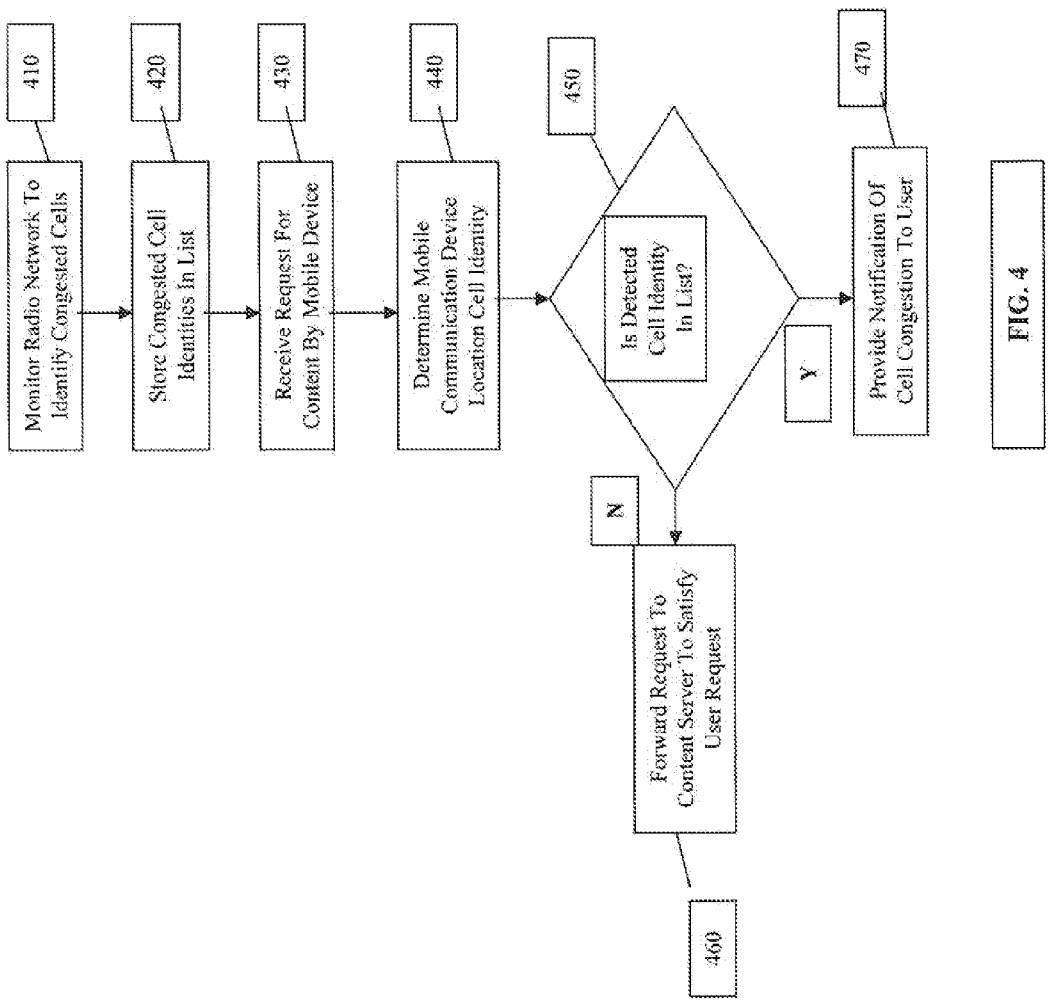 410
Monitor Radio Network To
Identify Congested Cells
420
Store Congested Cell
Identities In List
430
Receive Request For
Content By Mobile Device
440
Determine Mobile
Communication Device
Location Cell Identity
450
Is Detected
Cell Identity
In List?
N
Forward Request To
Content Server To Satisfy
User Request
460
Y
470
Provide Notification Of
Cell Congestion To User
FIG. 4